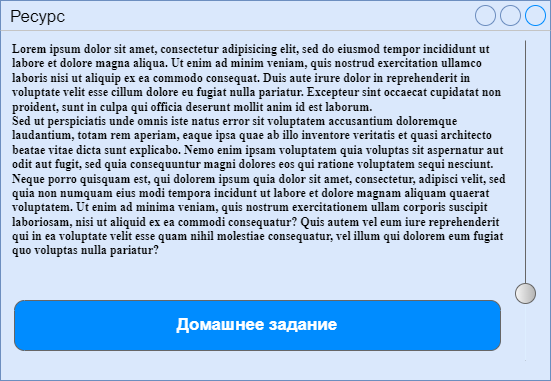 Ресурс
Lorem ipsum dolor sit amet, consectetur adipisicing elit, sed do eiusmod tempor incididunt ut
labore et dolore magna aliqua. Ut enim ad minim veniam, quis nostrud exercitation ullamco
laboris nisi ut aliquip ex ea commodo consequat. Duis aute irure dolor in reprehenderit in
voluptate velit esse cillum dolore eu fugiat nulla pariatur. Excepteur sint occaecat cupidatat non
proident, sunt in culpa qui officia deserunt mollit anim id est laborum.
Sed ut perspiciatis unde omnis iste natus error sit voluptatem accusantium doloremque
laudantium, totam rem aperiam, eaque ipsa quae ab illo inventore veritatis et quasi architecto
beatae vitae dicta sunt explicabo. Nemo enim ipsam voluptatem quia voluptas sit aspernatur aut
odit aut fugit, sed quia consequuntur magni dolores eos qui ratione voluptatem sequi nesciunt.
Neque porro quisquam est, qui dolorem ipsum quia dolor sit amet, consectetur, adipisci velit, sed
quia non numquam eius modi tempora incidunt ut labore et dolore magnam aliquam quaerat
voluptatem. Ut enim ad minima veniam, quis nostrum exercitationem ullam corporis suscipit
laboriosam, nisi ut aliquid ex ea commodi consequatur? Quis autem vel eum iure reprehenderit
qui in ea voluptate velit esse quam nihil molestiae consequatur, vel illum qui dolorem eum fugiat
quo voluptas nulla pariatur?
Домашнее задание